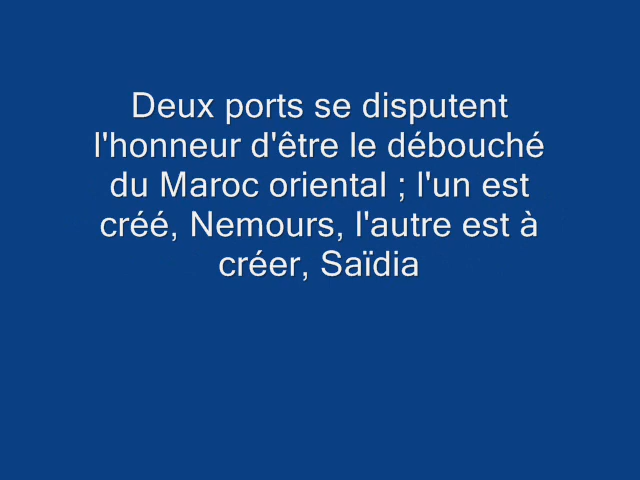 Deux ports se disputent
l'honneur d'être le débouché
du Maroc oriental ; l'un est
créé, Nemours, l'autre est à
créer, Saïdia